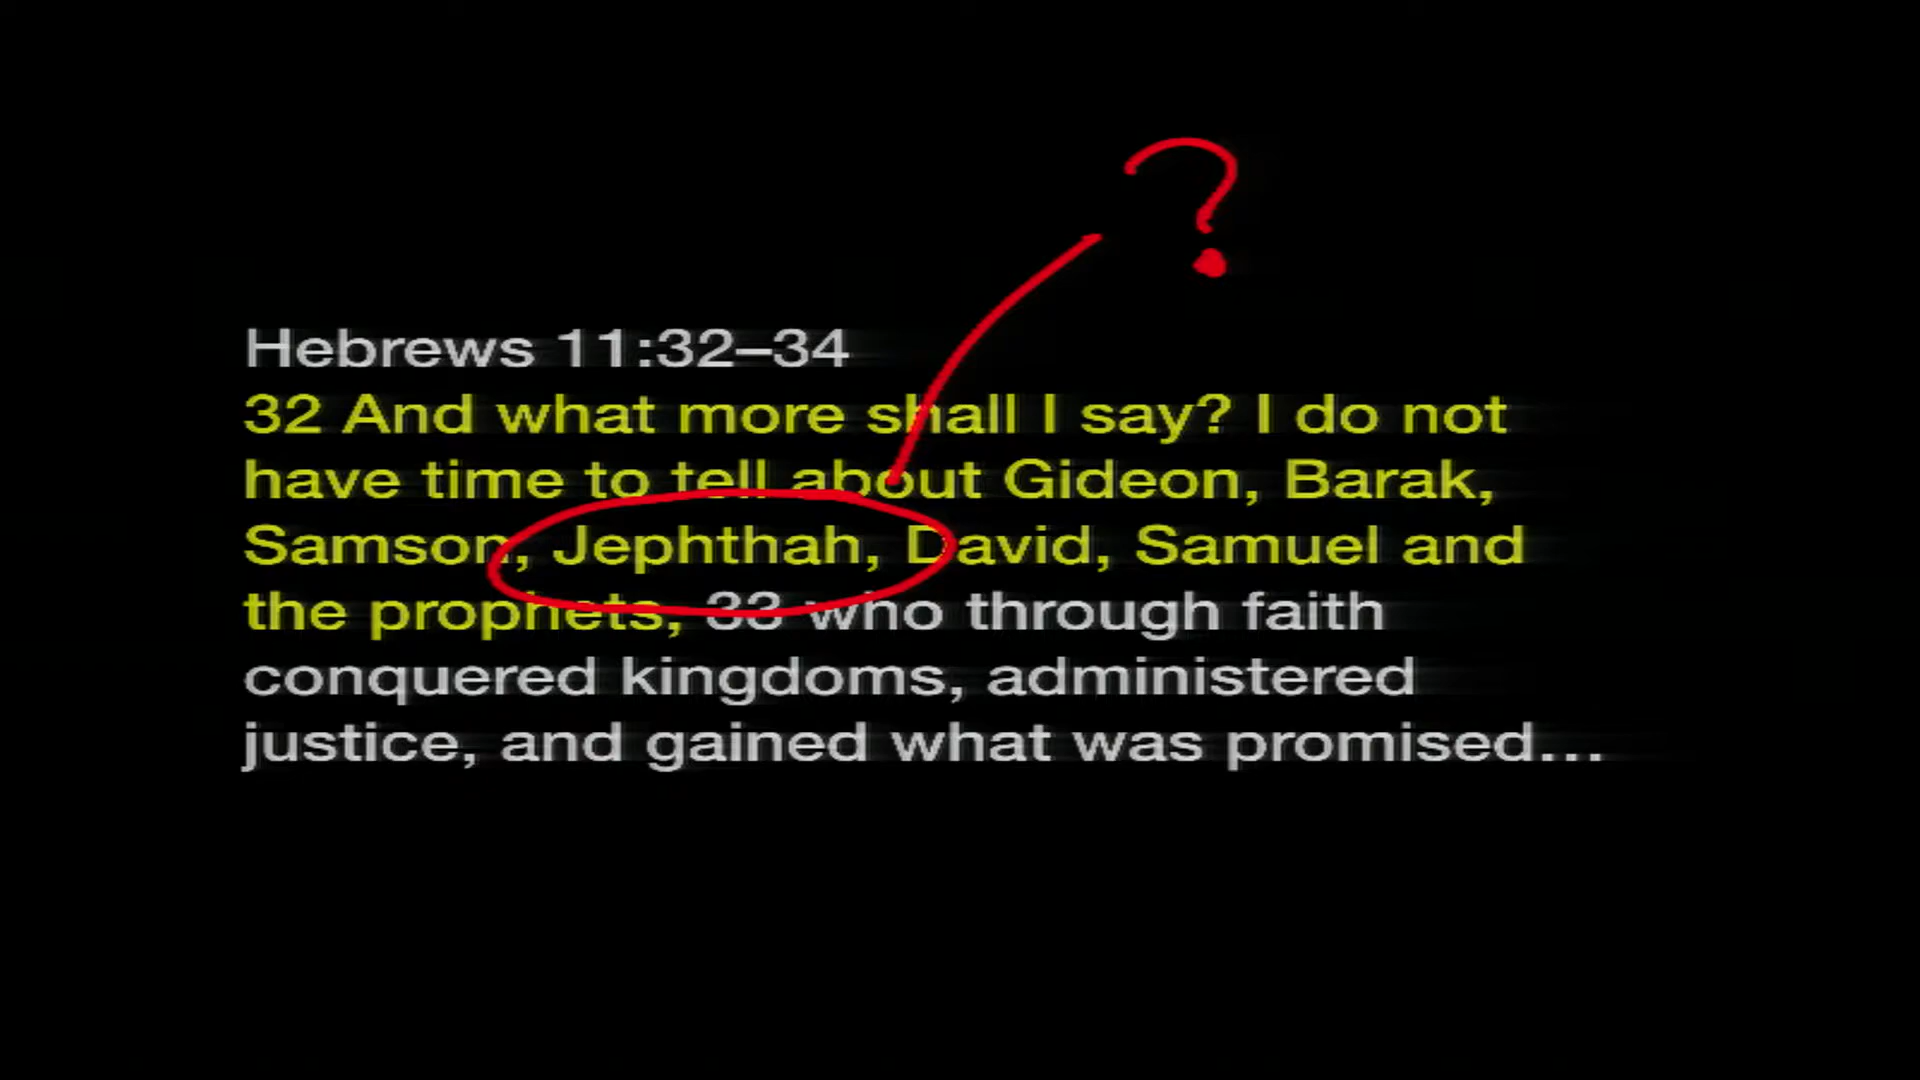 ?
Hebrews 11:32–34
32 And what more shall I say? I do not
have time to tell about Gideon, Barak,
Samson, Jephthah, David, Samuel and
the prophets, 33 who through faith
conquered kingdoms, administered
justice, and gained what was promised...